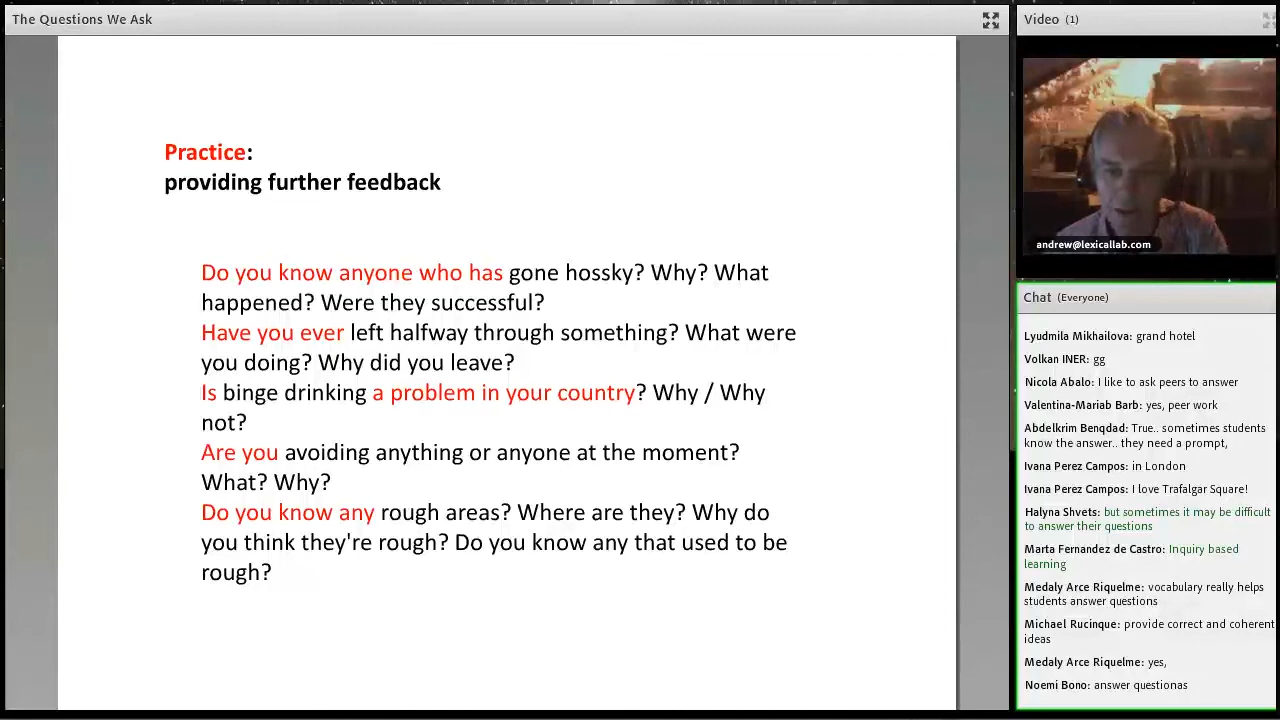 The Questions We Ask
Practice:
providing further feedback
Do you know anyone who has gone hossky? Why? What
happened? Were they successful?
Have you ever left halfway through something? What were
you doing? Why did you leave?
Is binge drinking a problem in your country? Why / Why
not?
Are you avoiding anything or anyone at the moment?
What? Why?
Do you know any rough areas? Where are they? Why do
you think they're rough? Do you know any that used to be
rough?
Video (1)
andrew@lexicallab.com
Chat (Everyone)
Lyudmila Mikhailova: grand hotel
Volkan INER: gg
Nicola Abalo: I like to ask peers to answer
Valentina-Mariab Barb: yes, peer work
Abdelkrim Benqdad: True.. sometimes students
know the answer.. they need a prompt,
Ivana Perez Campos: in London
Ivana Perez Campos: I love Trafalgar Square!
Halyna Shvets: but sometimes it may be difficult
to answer their questions
Marta Fernandez de Castro: Inquiry based
learning
Medaly Arce Riquelme: vocabulary really helps
students answer questions
Michael Rucinque: provide correct and coherent
ideas
Medaly Arce Riquelme: yes,
Noemi Bono: answer questionas